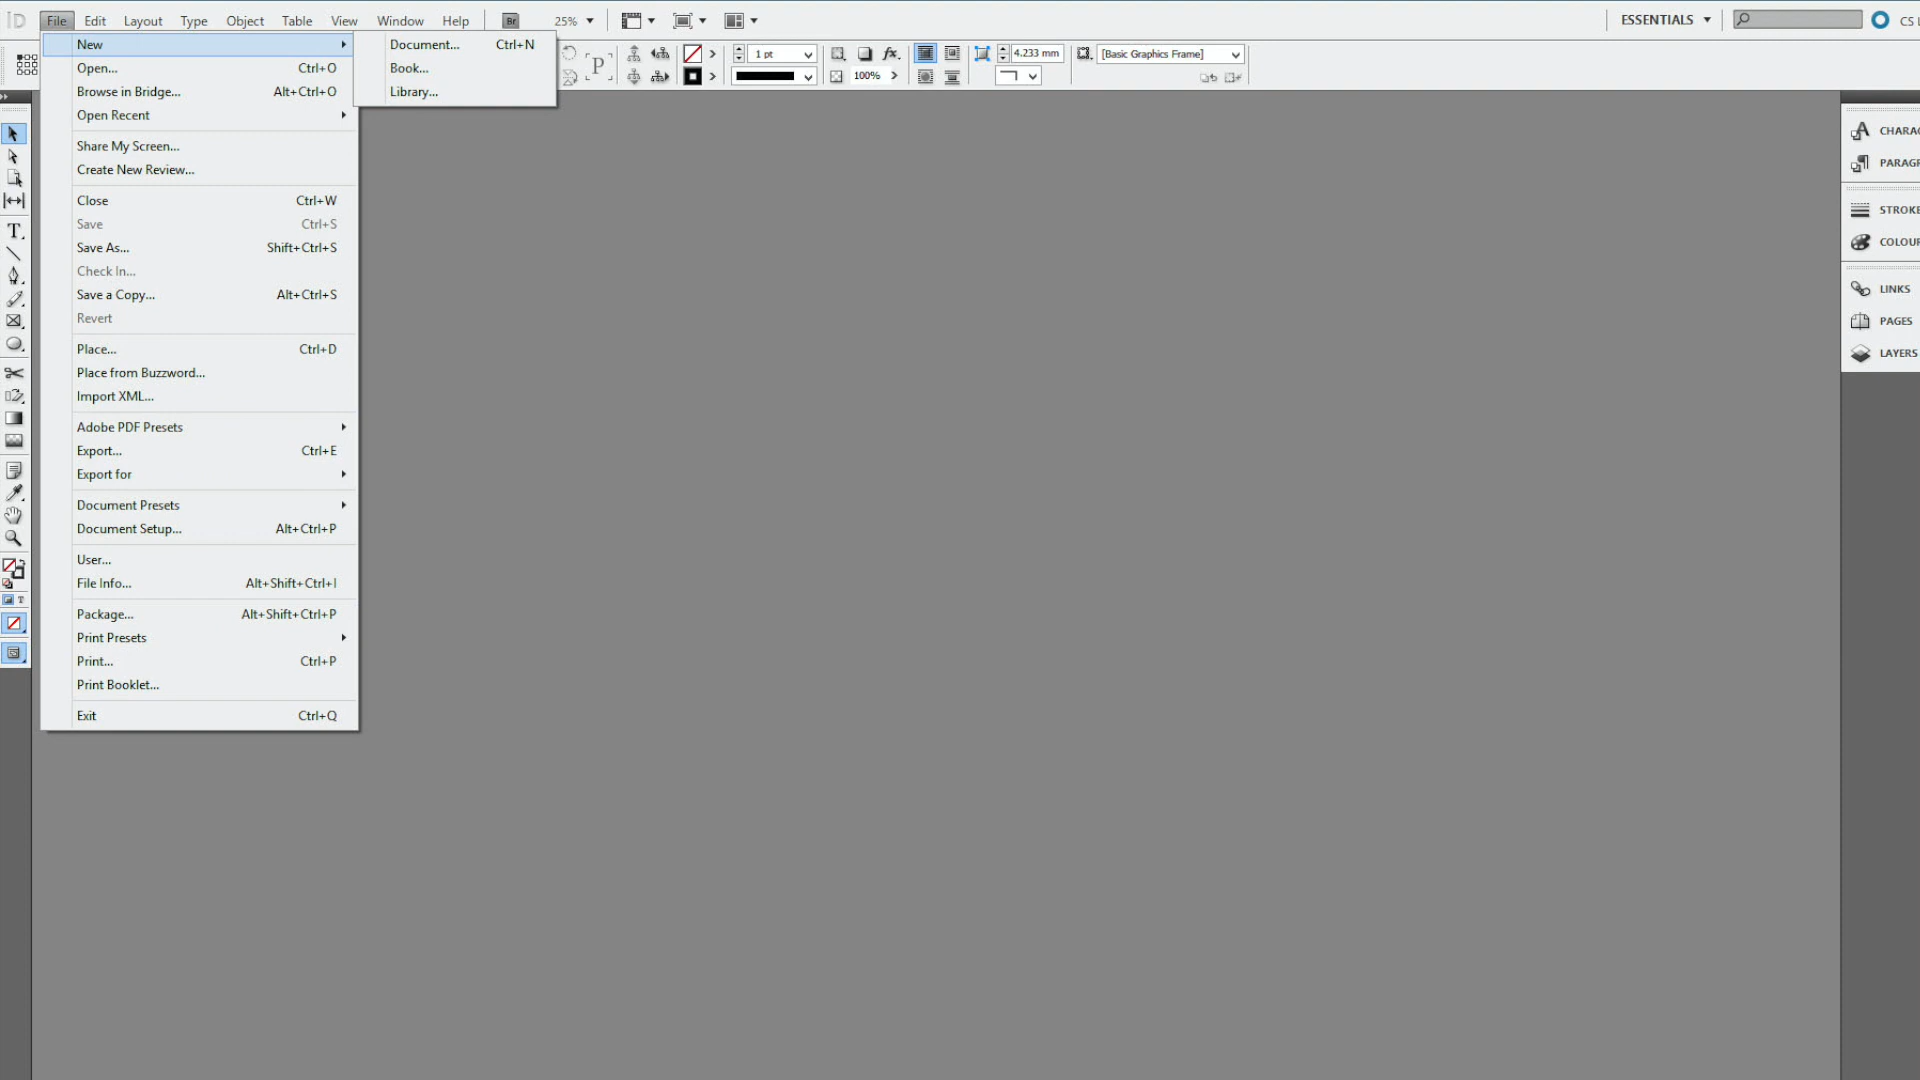 ID File Edit Layout Type Object Table View Window Help Br 25% ESSENTIALS CS L
New
Document... Ctrl+N
Book...
Library...
Open... Ctrl+O
Browse in Bridge... Alt+Ctrl+O
Open Recent
Share My Screen...
Create New Review...
Close Ctrl+W
Save Ctrl+S
Save As... Shift+Ctrl+S
Check In...
Save a Copy... Alt+Ctrl+S
Revert
Place... Ctrl+D
Place from Buzzword...
Import XML...
Adobe PDF Presets
Export... Ctrl+E
Export for
Document Presets
Document Setup... Alt+Ctrl+P
User...
File Info... Alt+Shift+Ctrl+I
Package... Alt+Shift+Ctrl+P
Print Presets
Print... Ctrl+P
Print Booklet...
Exit Ctrl+Q
P 1 pt fx. 4.233 mm [Basic Graphics Frame]
100%
T
T
CHARAC
PARAGR
STROKE
COLOUR
LINKS
PAGES
LAYERS